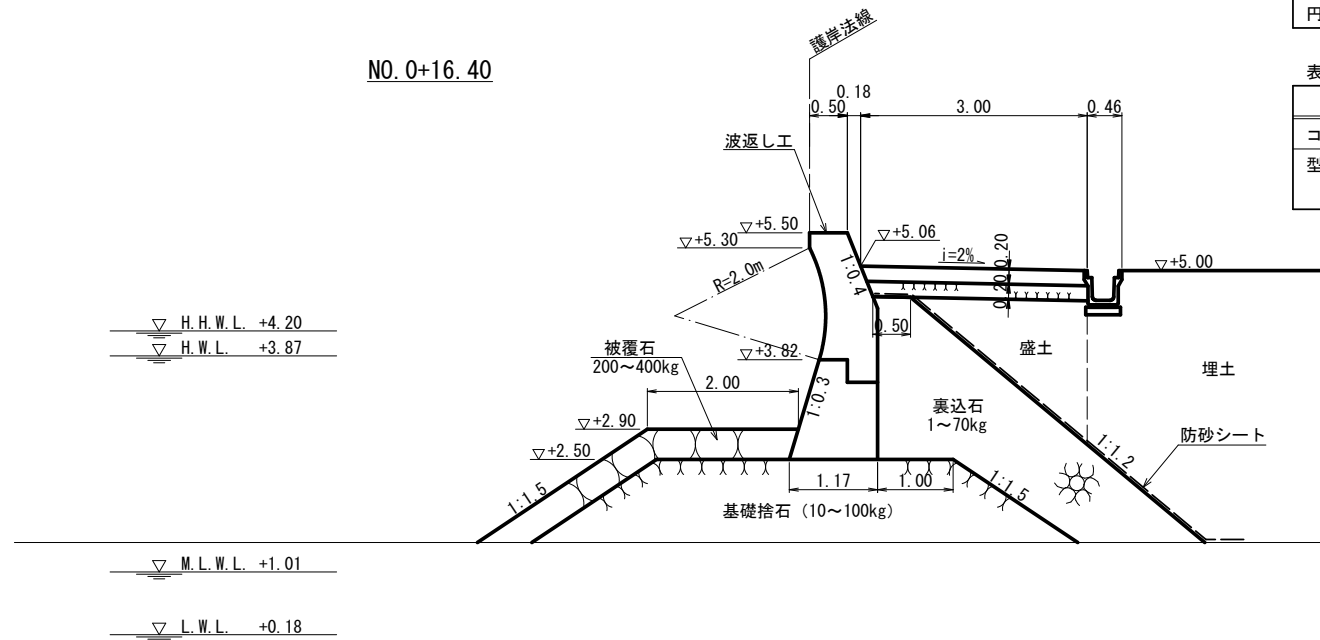 円
護岸法線
NO. 0+16.40
表
0.18
0.50
3.00
0.46
コ
波返し工
型
+5.50
+5.30
+5.06
i=2%
0.20
0.20
+5.00
R=2.0m
1:0.4
H.H.W.L. +4.20
H.W.L. +3.87
0.50
被覆石
200～400kg
+3.82
盛土
埋土
2.00
1:0.3
裏込石
1～70kg
+2.90
防砂シート
+2.50
1:1.2
1:1.5
1.17
1.00
1:1.5
基礎捨石 (10～100kg)
M.L.W.L. +1.01
L.W.L. +0.18